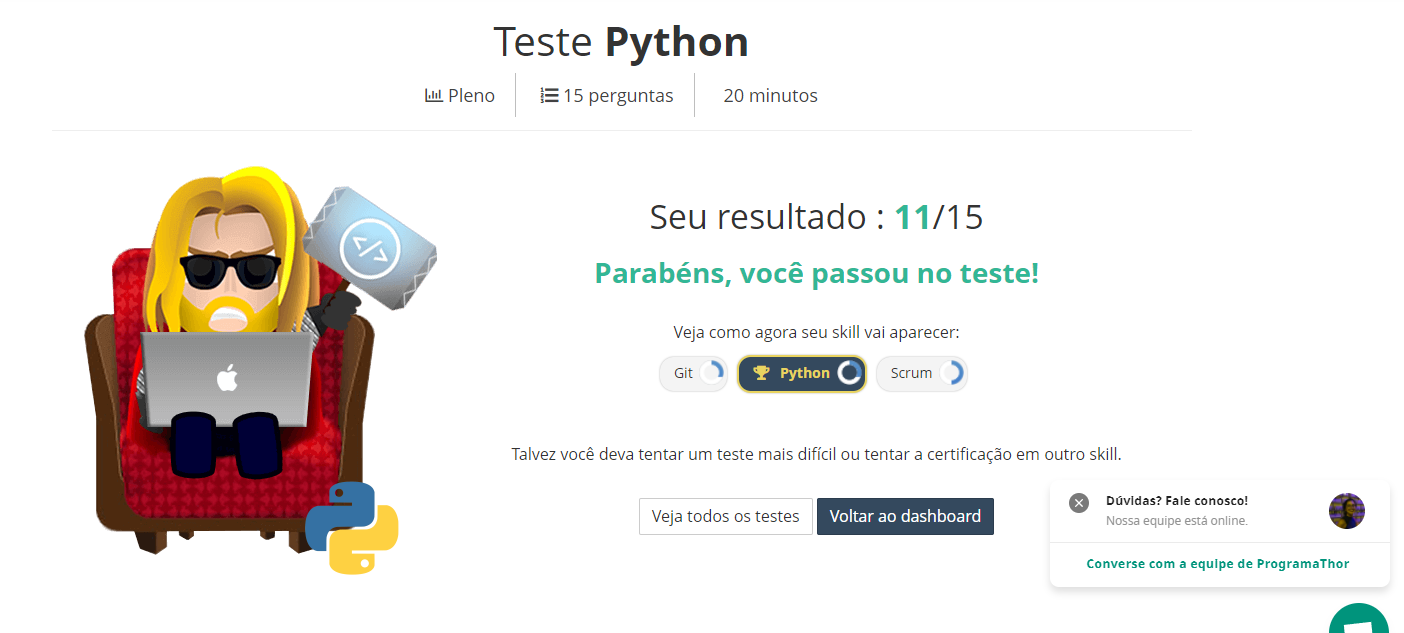 Teste Python
Pleno
15 perguntas
20 minutos
Seu resultado : 11/15
Parabéns, você passou no teste!
Veja como agora seu skill vai aparecer:
Git
Python
Scrum
Talvez você deva tentar um teste mais difícil ou tentar a certificação em outro skill.
Veja todos os testes
Voltar ao dashboard
Dúvidas? Fale conosco!
Nossa equipe está online.
Converse com a equipe de ProgramaThor